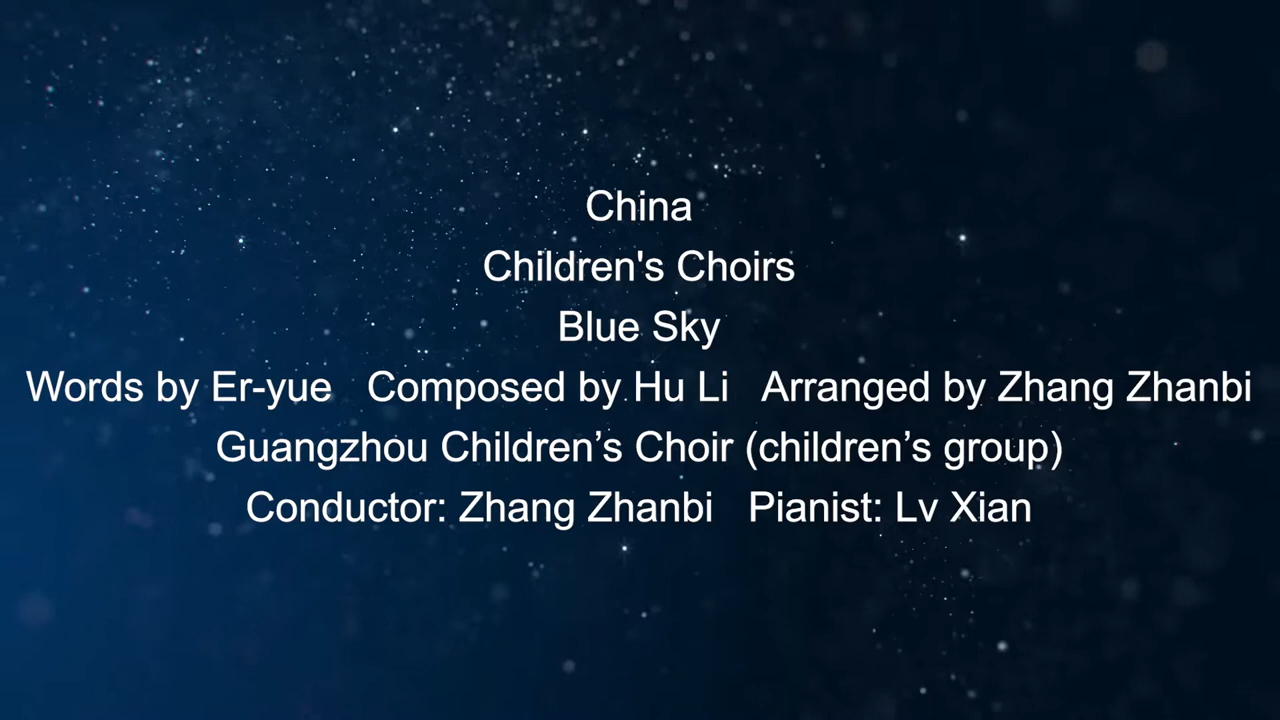 China
Children's Choirs
Blue Sky
Words by Er-yue   Composed by Hu Li   Arranged by Zhang Zhanbi
Guangzhou Children’s Choir (children’s group)
Conductor: Zhang Zhanbi   Pianist: Lv Xian